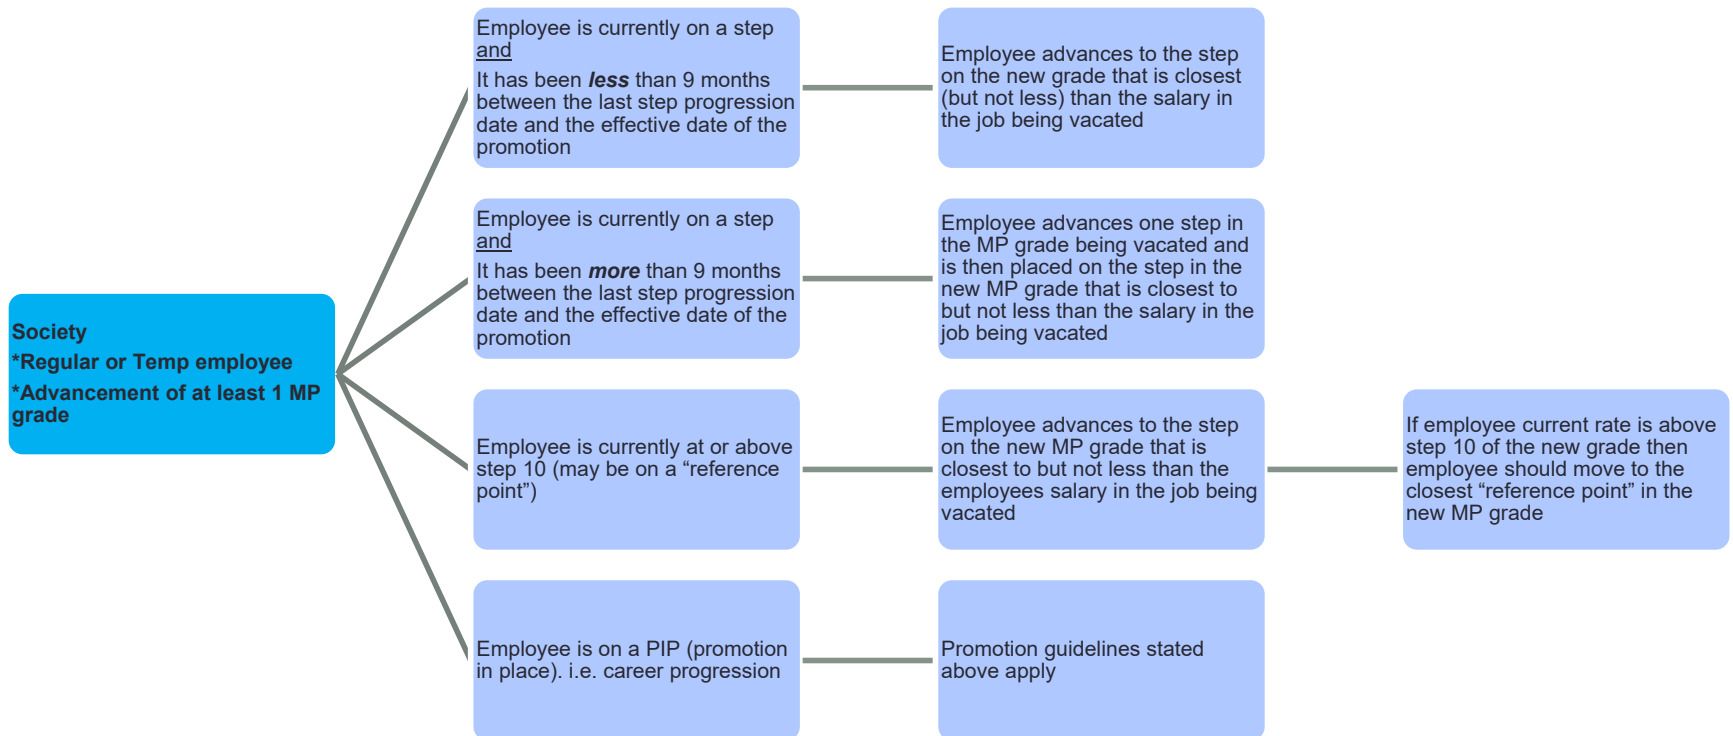 Society
*Regular or Temp employee
*Advancement of at least 1 MP
grade
Employee is currently on a step
and
It has been less than 9 months
between the last step progression
date and the effective date of the
promotion
Employee advances to the step
on the new grade that is closest
(but not less) than the salary in
the job being vacated
Employee is currently on a step
and
It has been more than 9 months
between the last step progression
date and the effective date of the
promotion
Employee advances one step in
the MP grade being vacated and
is then placed on the step in the
new MP grade that is closest to
but not less than the salary in the
job being vacated
Employee is currently at or above
step 10 (may be on a “reference
point”)
Employee advances to the step
on the new MP grade that is
closest to but not less than the
employees salary in the job being
vacated
If employee current rate is above
step 10 of the new grade then
employee should move to the
closest “reference point” in the
new MP grade
Employee is on a PIP (promotion
in place). i.e. career progression
Promotion guidelines stated
above apply